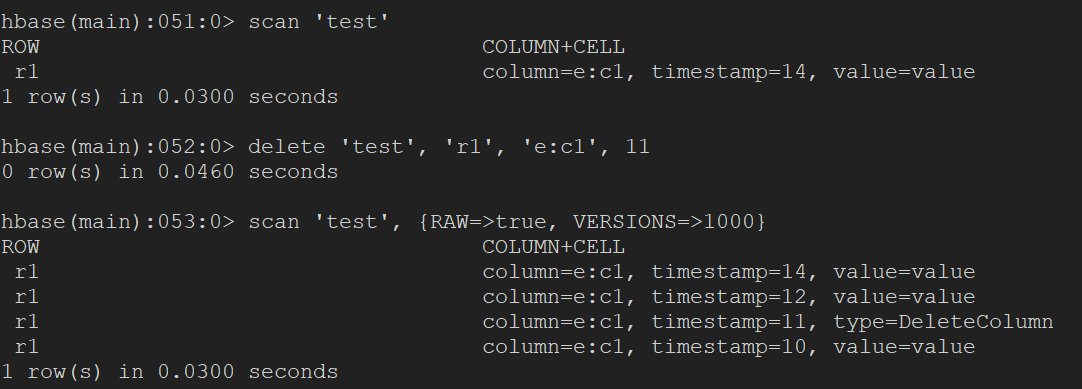 hbase(main):051:0> scan 'test'
ROW COLUMN+CELL
r1 column=e:c1, timestamp=14, value=value
1 row(s) in 0.0300 seconds
hbase(main):052:0> delete 'test', 'r1', 'e:c1', 11
0 row(s) in 0.0460 seconds
hbase(main):053:0> scan 'test', {RAW=>true, VERSIONS=>1000}
ROW COLUMN+CELL
r1 column=e:c1, timestamp=14, value=value
r1 column=e:c1, timestamp=12, value=value
r1 column=e:c1, timestamp=11, type=DeleteColumn
r1 column=e:c1, timestamp=10, value=value
1 row(s) in 0.0300 seconds